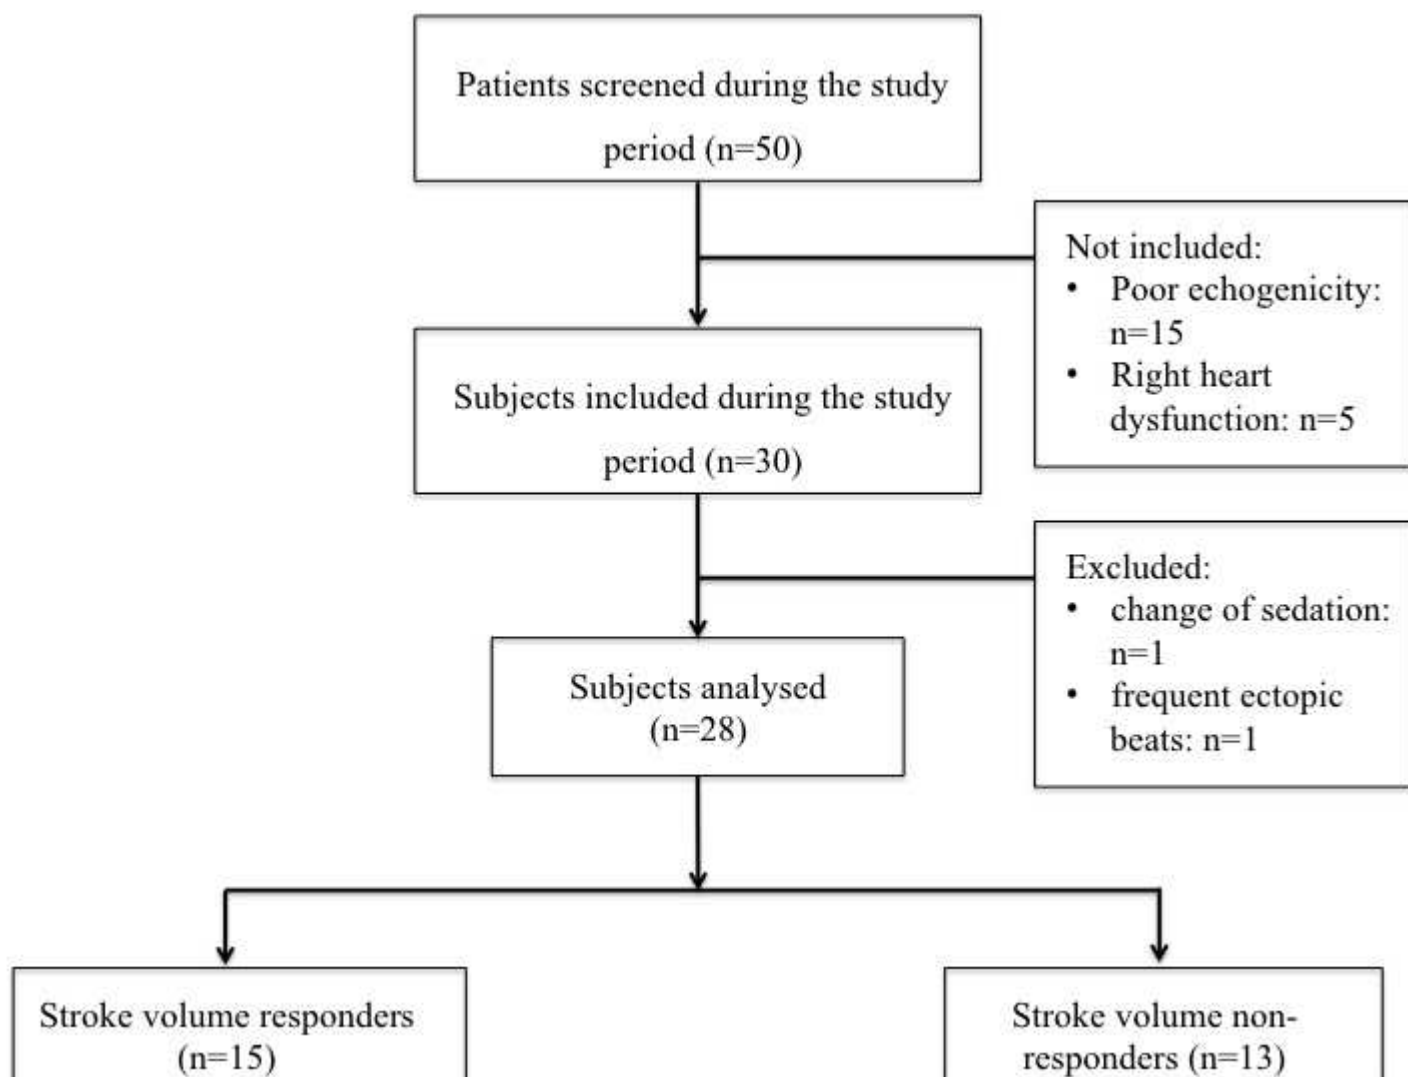 Patients screened during the study
period (n=50)
Not included:
• Poor echogenicity:
n=15
• Right heart
dysfunction: n=5
Subjects included during the study
period (n=30)
Excluded:
• change of sedation:
n=1
• frequent ectopic
beats: n=1
Subjects analysed
(n=28)
Stroke volume responders
(n=15)
Stroke volume non-
responders (n=13)